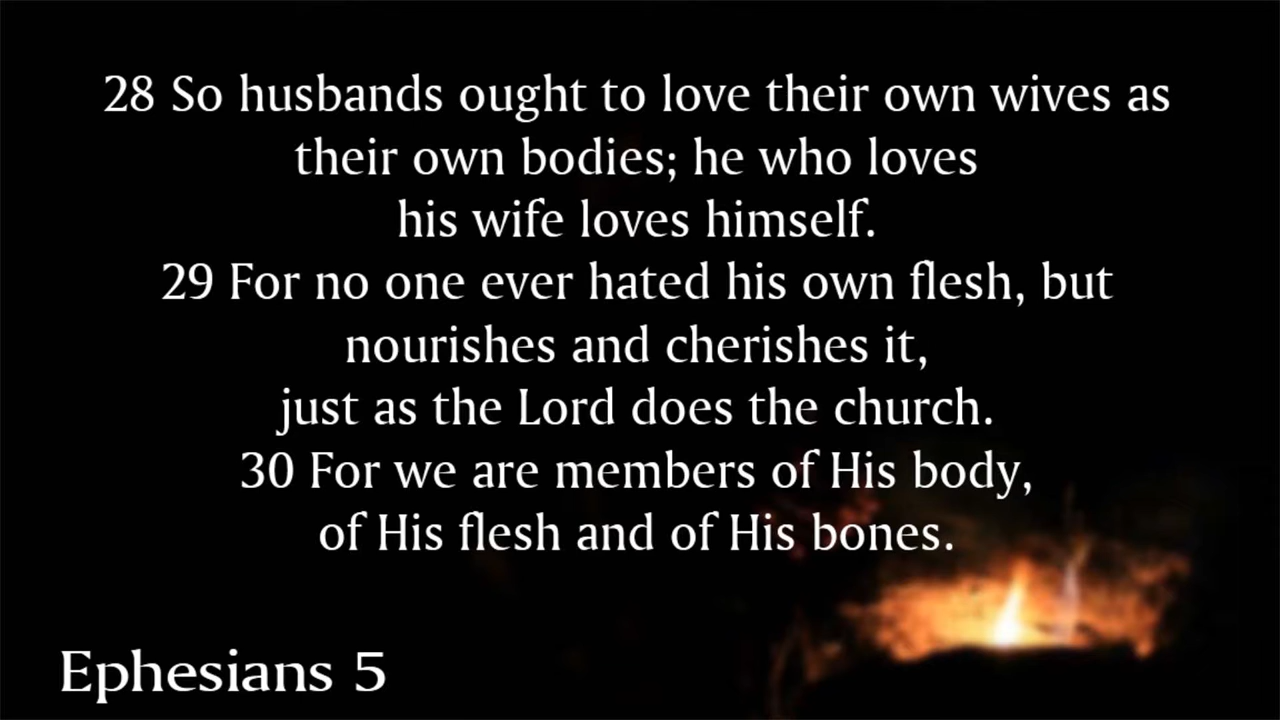 28 So husbands ought to love their own wives as
their own bodies; he who loves
his wife loves himself.
29 For no one ever hated his own flesh, but
nourishes and cherishes it,
just as the Lord does the church.
30 For we are members of His body,
of His flesh and of His bones.
Ephesians 5